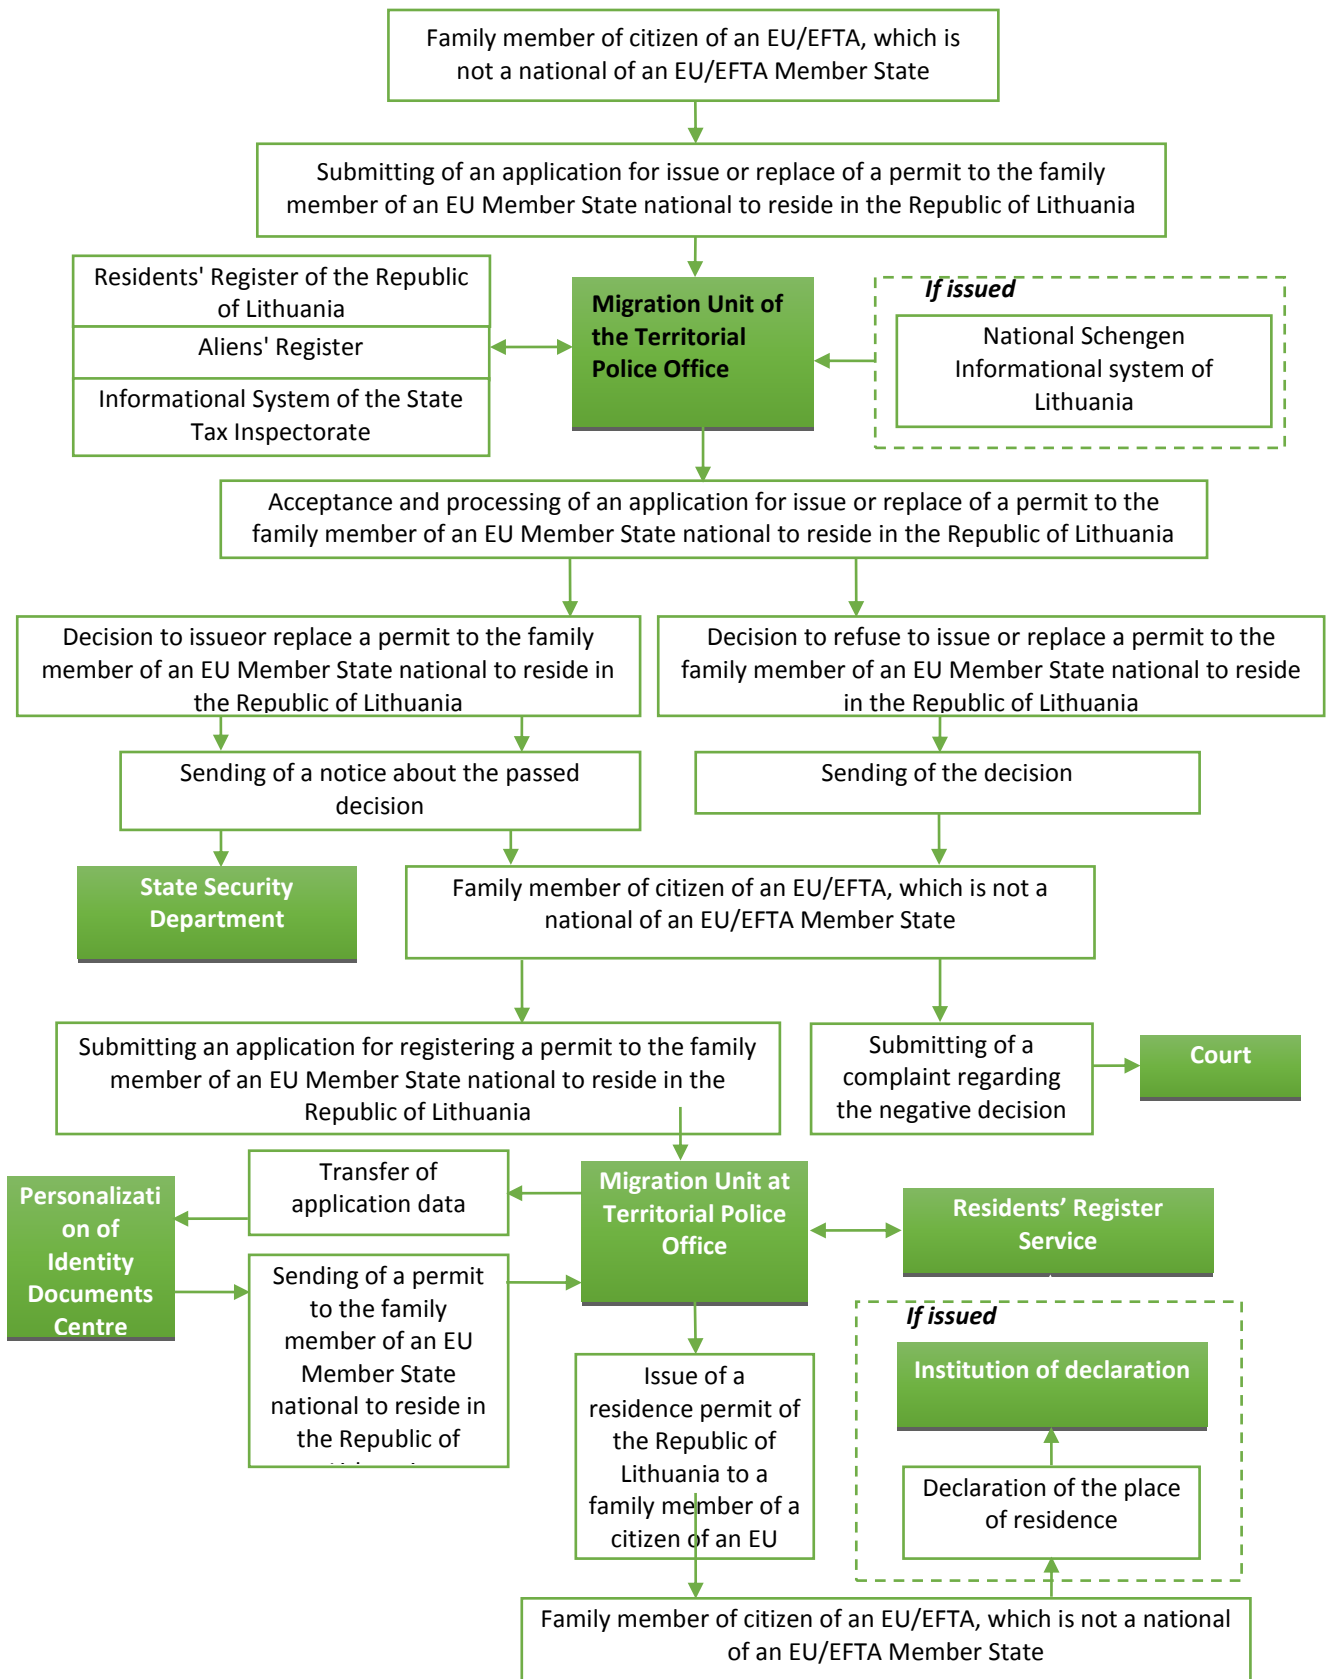 Family member of citizen of an EU/EFTA, which is
not a national of an EU/EFTA Member State
Submitting of an application for issue or replace of a permit to the family
member of an EU Member State national to reside in the Republic of Lithuania
Residents' Register of the Republic
of Lithuania
Aliens' Register
Informational System of the State
Tax Inspectorate
Migration Unit of
the Territorial
Police Office
If issued
National Schengen
Informational system of
Lithuania
Acceptance and processing of an application for issue or replace of a permit to the
family member of an EU Member State national to reside in the Republic of Lithuania
Decision to issueor replace a permit to the family
member of an EU Member State national to reside in
the Republic of Lithuania
Decision to refuse to issue or replace a permit to the
family member of an EU Member State national to reside
in the Republic of Lithuania
Sending of a notice about the passed
decision
Sending of the decision
State Security
Department
Family member of citizen of an EU/EFTA, which is not a
national of an EU/EFTA Member State
Submitting an application for registering a permit to the family
member of an EU Member State national to reside in the
Republic of Lithuania
Submitting of a
complaint regarding
the negative decision
Court
Transfer of
application data
Personalizati
on of
Identity
Documents
Centre
Migration Unit at
Territorial Police
Office
Residents’ Register
Service
Sending of a permit
to the family
member of an EU
Member State
national to reside in
the Republic of
Issue of a
residence permit of
the Republic of
Lithuania to a
family member of a
citizen of an EU
If issued
Institution of declaration
Declaration of the place
of residence
Family member of citizen of an EU/EFTA, which is not a national
of an EU/EFTA Member State